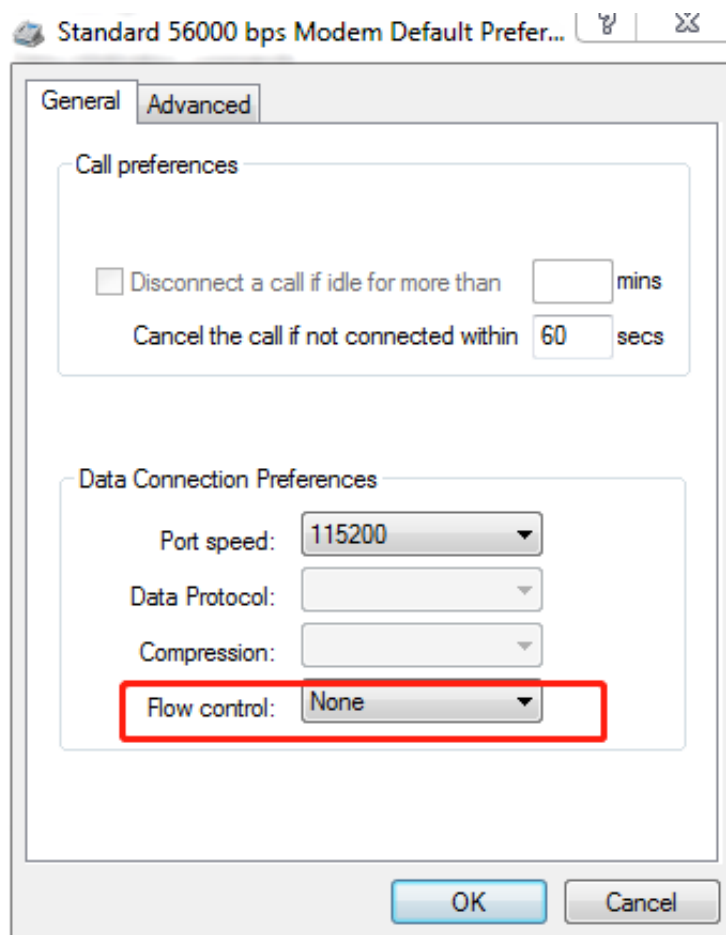 Standard 56000 bps Modem Default Prefer...
General
Advanced
Call preferences
Disconnect a call if idle for more than mins
Cancel the call if not connected within 60 secs
Data Connection Preferences
Port speed: 115200
Data Protocol:
Compression:
Flow control: None
OK
Cancel